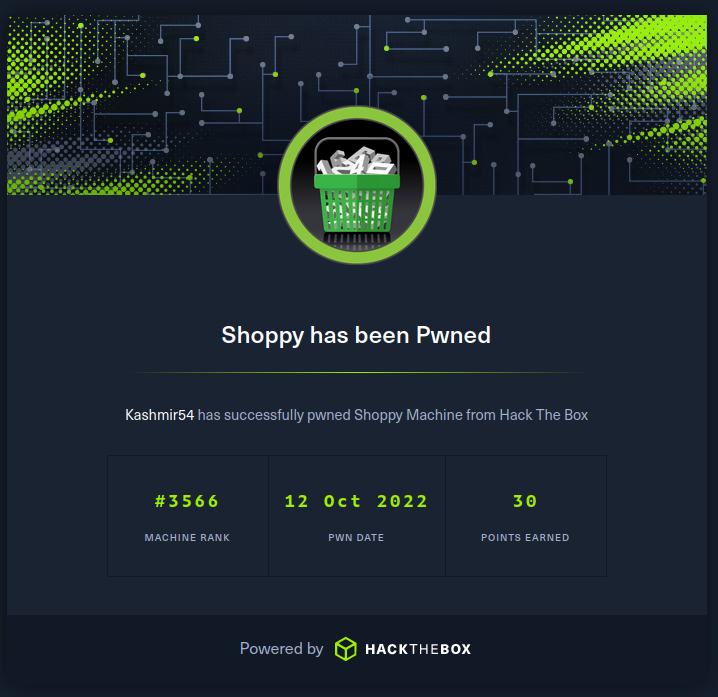 Shoppy has been Pwned
Kashmir54 has successfully pwned Shoppy Machine from Hack The Box
#3566
MACHINE RANK
12 Oct 2022
PWN DATE
30
POINTS EARNED
Powered by HACKTHEBOX